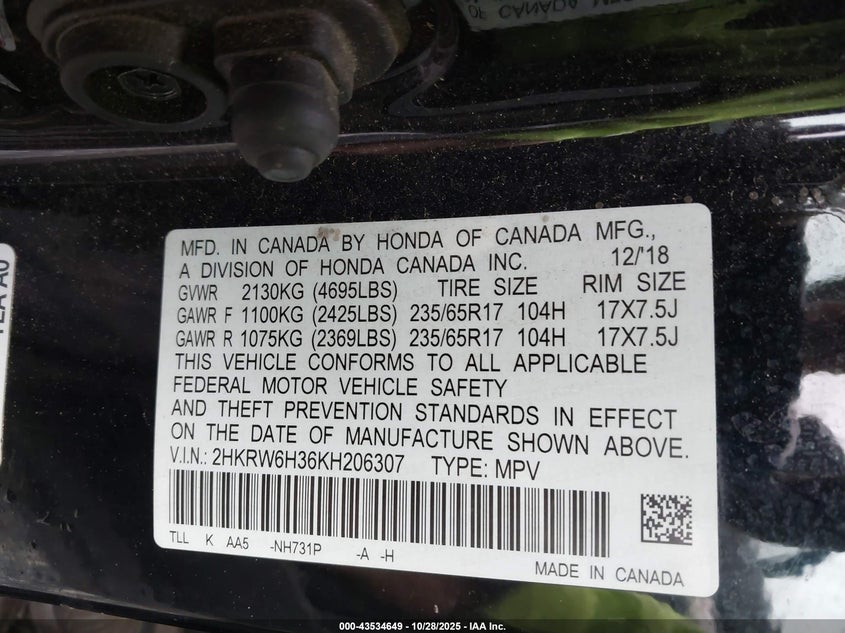 OF CANADA
MFD. IN CANADA BY HONDA OF CANADA MFG.,
A DIVISION OF HONDA CANADA INC. 12/'18
GVWR 2130KG (4695LBS) TIRE SIZE RIM SIZE
GAWR F 1100KG (2425LBS) 235/65R17 104H 17X7.5J
GAWR R 1075KG (2369LBS) 235/65R17 104H 17X7.5J
THIS VEHICLE CONFORMS TO ALL APPLICABLE
FEDERAL MOTOR VEHICLE SAFETY
AND THEFT PREVENTION STANDARDS IN EFFECT
ON THE DATE OF MANUFACTURE SHOWN ABOVE.
V.I.N.: 2HKRW6H36KH206307 TYPE: MPV
TLL K AA5 -NH731P -A -H
MADE IN CANADA
000-43534649 | 10/28/2025 - IAA Inc.